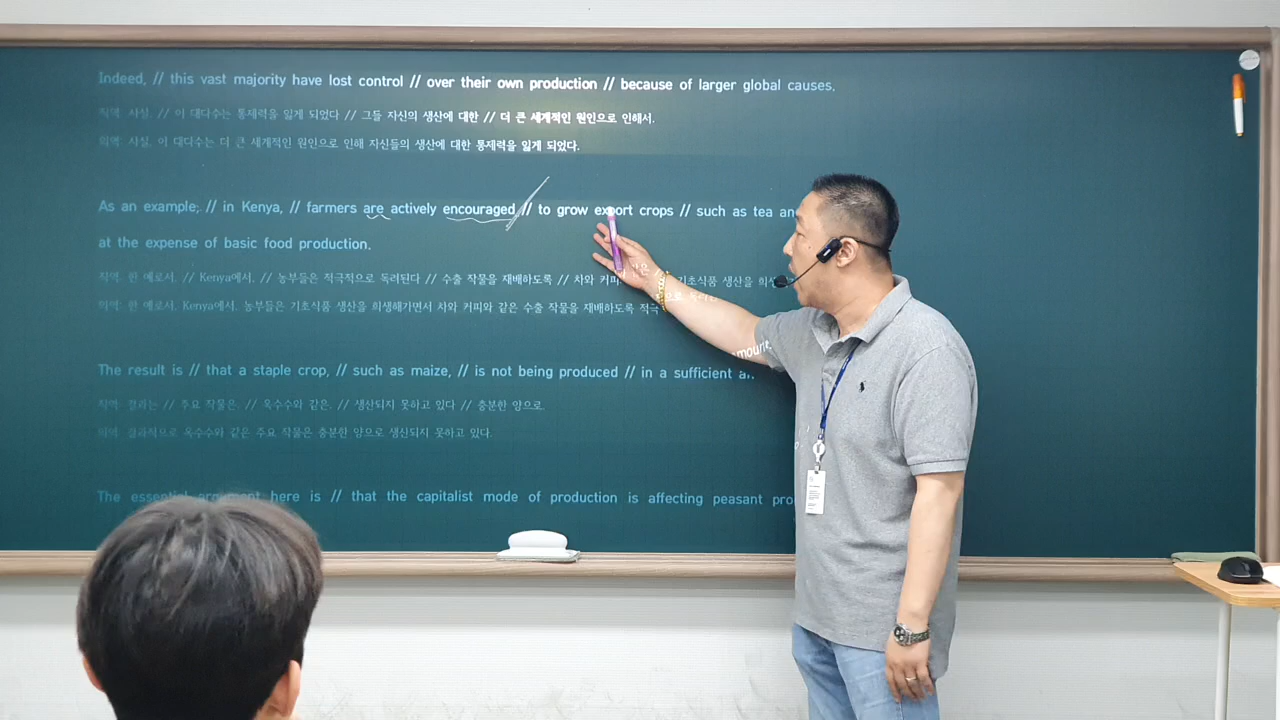 Indeed, // this vast majority have lost control // over their own production // because of larger global causes.
직역: 사실, // 이 대다수는 통제력을 잃게 되었다 // 그들 자신의 생산에 대한 // 더 큰 세계적인 원인으로 인해서.
의역: 사실, 이 대다수는 더 큰 세계적인 원인으로 인해 자신들의 생산에 대한 통제력을 잃게 되었다.
As an example; // in Kenya, // farmers are actively encouraged // to grow export crops // such as tea and
at the expense of basic food production.
직역: 한 예로서, // Kenya에서, // 농부들은 적극적으로 독려된다 // 수출 작물을 재배하도록 // 차와 커피 같은 기초식품 생산을
의역: 한 예로서, Kenya에서, 농부들은 기초식품 생산을 희생해가면서 차와 커피와 같은 수출 작물을 재배하도록
The result is // that a staple crop, // such as maize, // is not being produced // in a sufficient
직역: 결과는 // 주요 작물은, // 옥수수와 같은, // 생산되지 못하고 있다 // 충분한 양으로.
의역: 결과적으로 옥수수와 같은 주요 작물은 충분한 양으로 생산되지 못하고 있다.
The essential argument here is // that the capitalist mode of production is affecting peasant